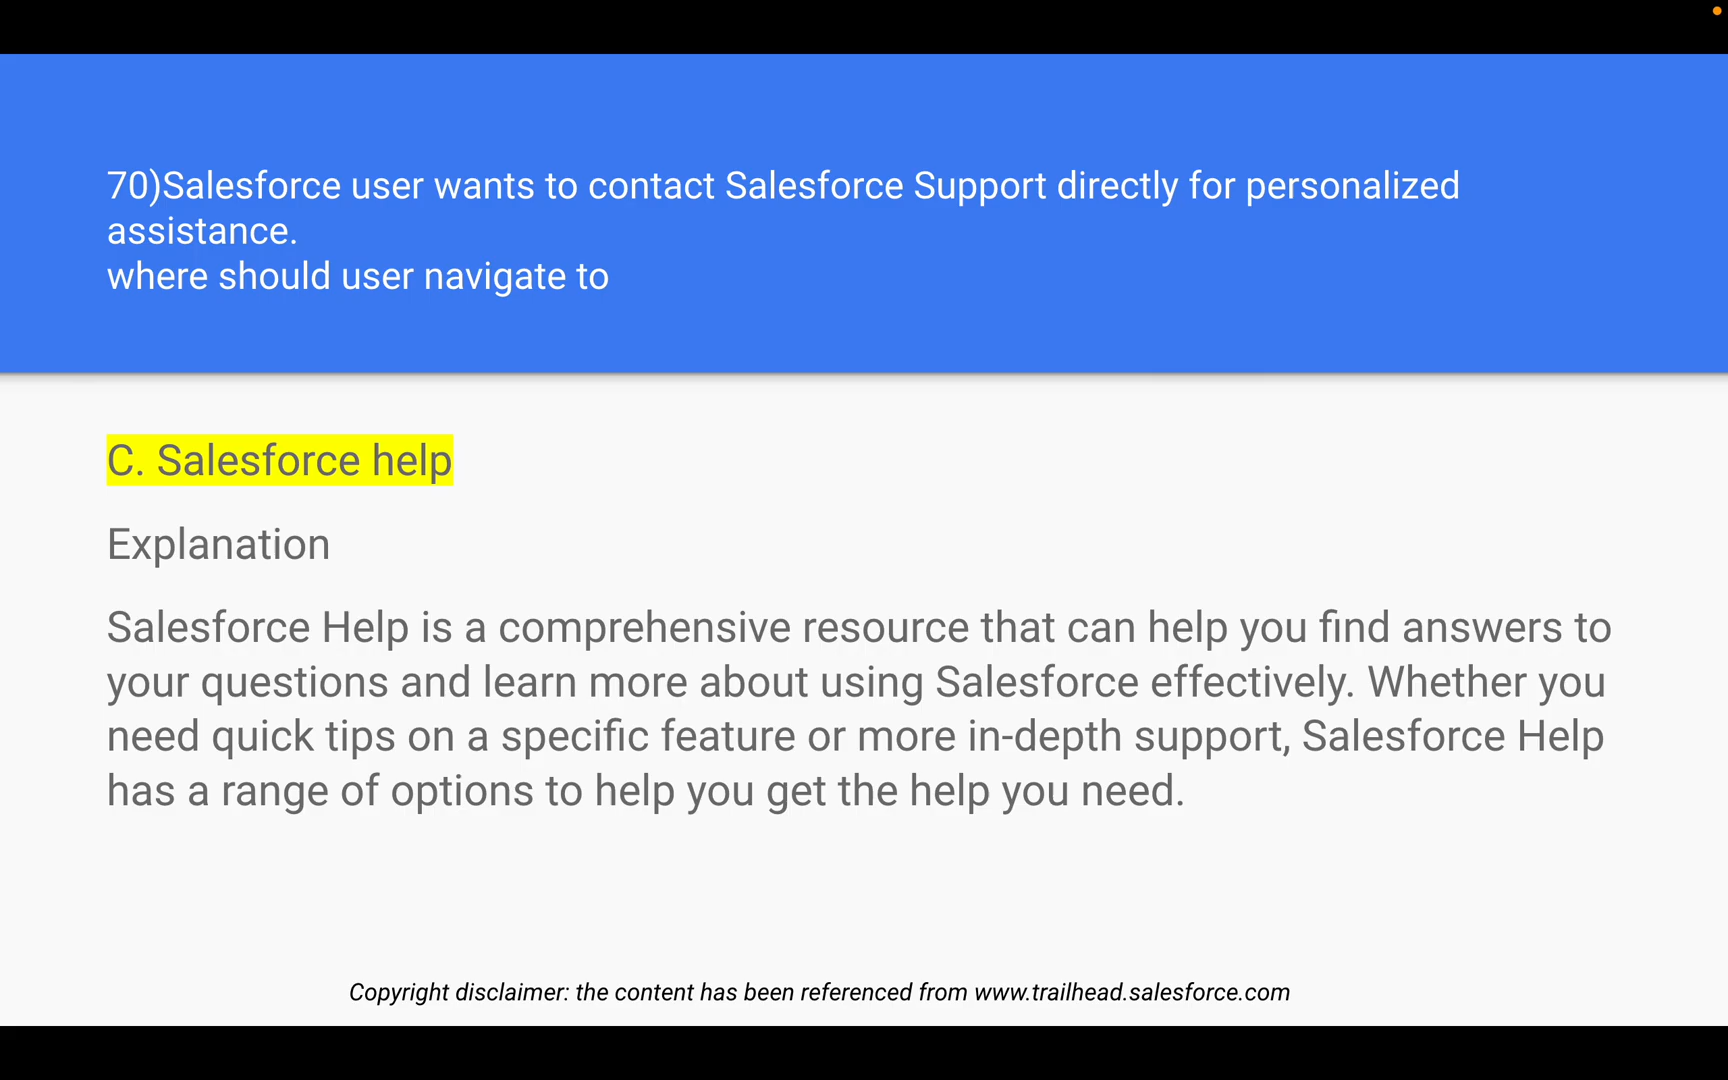 70)Salesforce user wants to contact Salesforce Support directly for personalized
assistance.
where should user navigate to
C. Salesforce help
Explanation
Salesforce Help is a comprehensive resource that can help you find answers to
your questions and learn more about using Salesforce effectively. Whether you
need quick tips on a specific feature or more in-depth support, Salesforce Help
has a range of options to help you get the help you need.
Copyright disclaimer: the content has been referenced from www.trailhead.salesforce.com